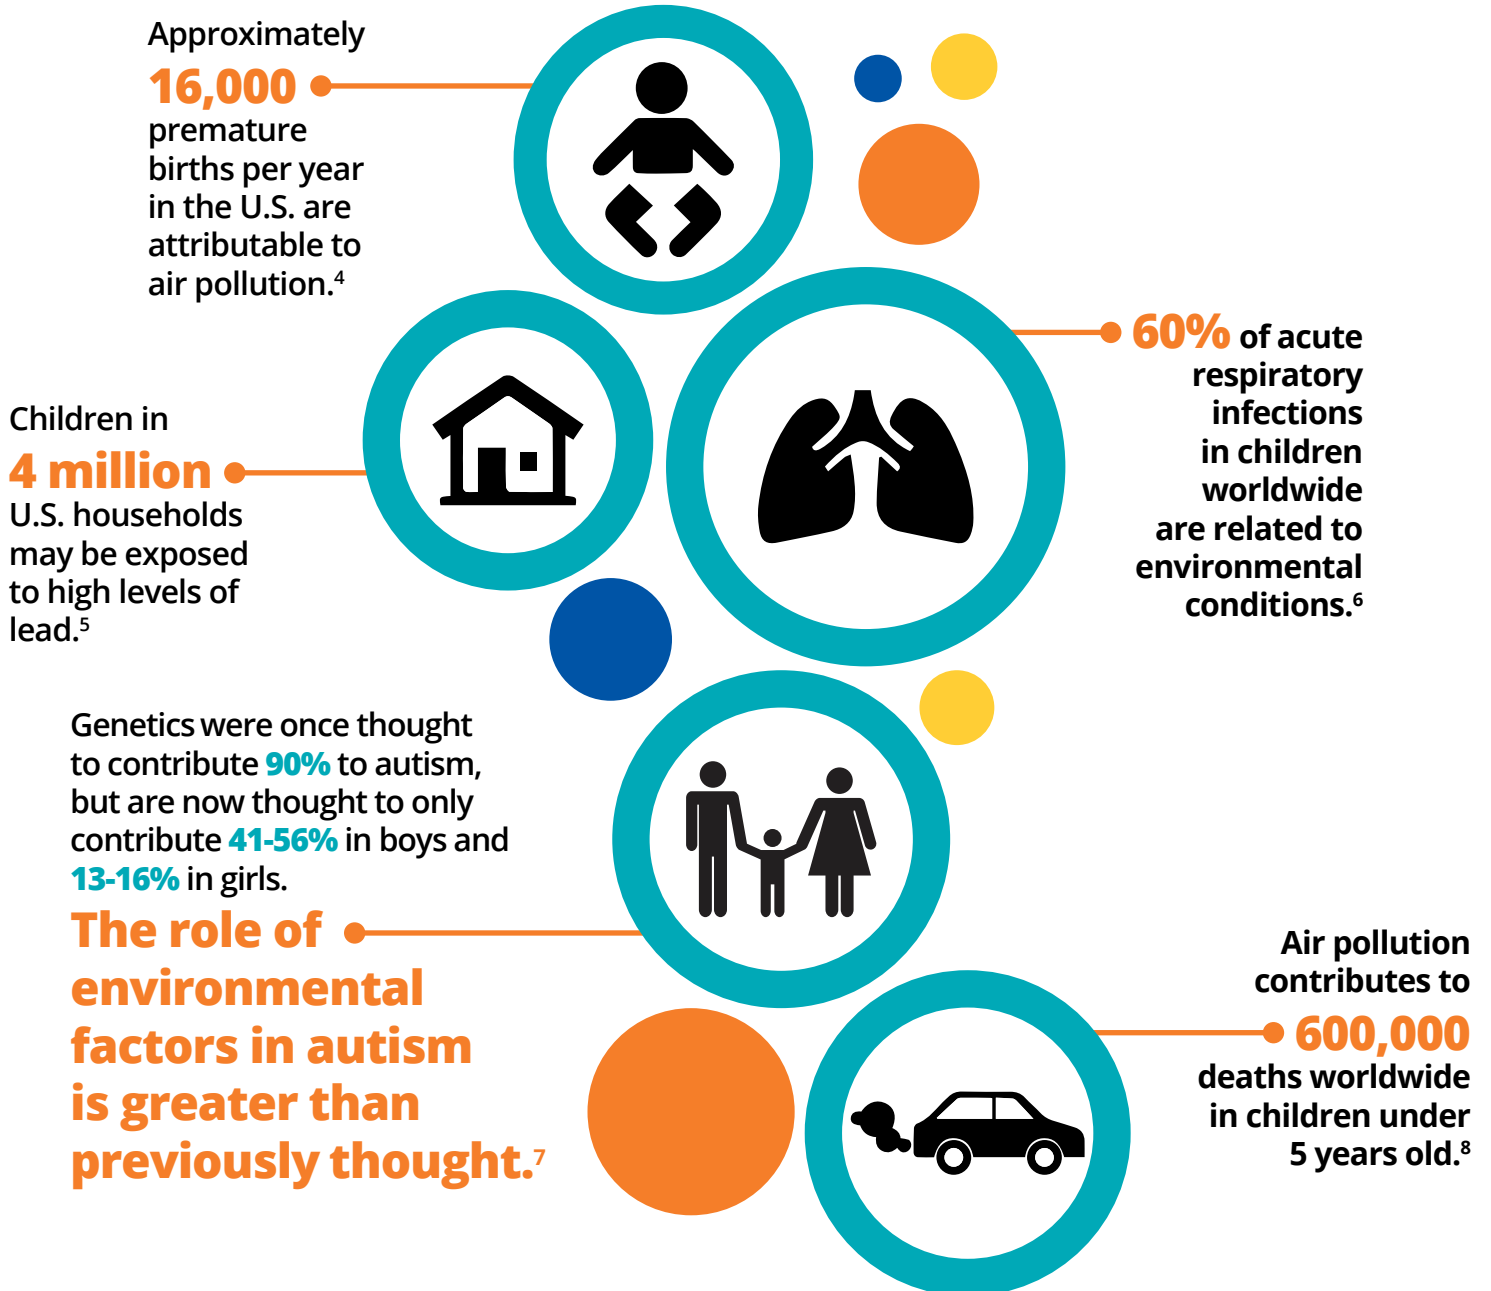 Approximately
16,000
premature
births per year
in the U.S. are
attributable to
air pollution.⁴
60% of acute
respiratory
infections
in children
worldwide
are related to
environmental
conditions.⁶
Children in
4 million
U.S. households
may be exposed
to high levels of
lead.⁵
Genetics were once thought
to contribute 90% to autism,
but are now thought to only
contribute 41-56% in boys and
13-16% in girls.
The role of
environmental
factors in autism
is greater than
previously thought.⁷
Air pollution
contributes to
600,000
deaths worldwide
in children under
5 years old.⁸